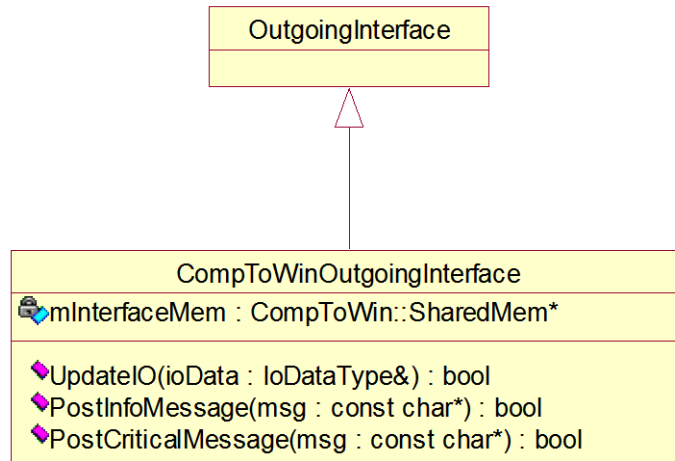 OutgoingInterface
CompToWinOutgoingInterface
mInterfaceMem : CompToWin::SharedMem*
UpdateIO(ioData : IoDataType&) : bool
PostInfoMessage(msg : const char*) : bool
PostCriticalMessage(msg : const char*) : bool